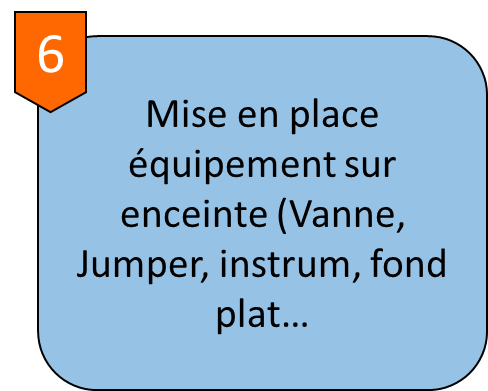 6
Mise en place
équipement sur
enceinte (Vanne,
Jumper, instrum, fond
plat...